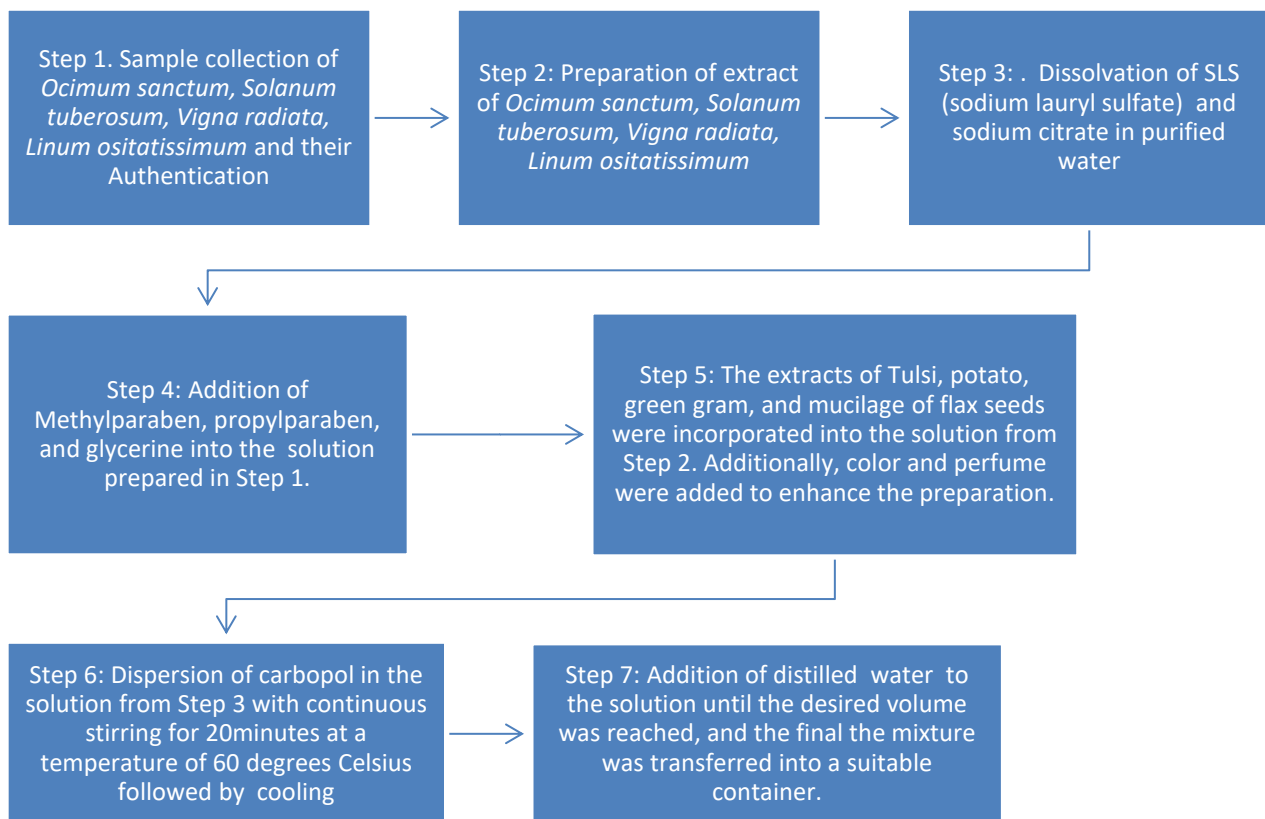 Step 1. Sample collection of
Ocimum sanctum, Solanum
tuberosum, Vigna radiata,
Linum ositatissimum and their
Authentication
Step 2: Preparation of extract
of Ocimum sanctum, Solanum
tuberosum, Vigna radiata,
Linum ositatissimum
Step 3: . Dissolvation of SLS
(sodium lauryl sulfate) and
sodium citrate in purified
water
Step 4: Addition of
Methylparaben, propylparaben,
and glycerine into the solution
prepared in Step 1.
Step 5: The extracts of Tulsi, potato,
green gram, and mucilage of flax seeds
were incorporated into the solution from
Step 2. Additionally, color and perfume
were added to enhance the preparation.
Step 6: Dispersion of carbopol in the
solution from Step 3 with continuous
stirring for 20minutes at a
temperature of 60 degrees Celsius
followed by cooling
Step 7: Addition of distilled water to
the solution until the desired volume
was reached, and the final the mixture
was transferred into a suitable
container.